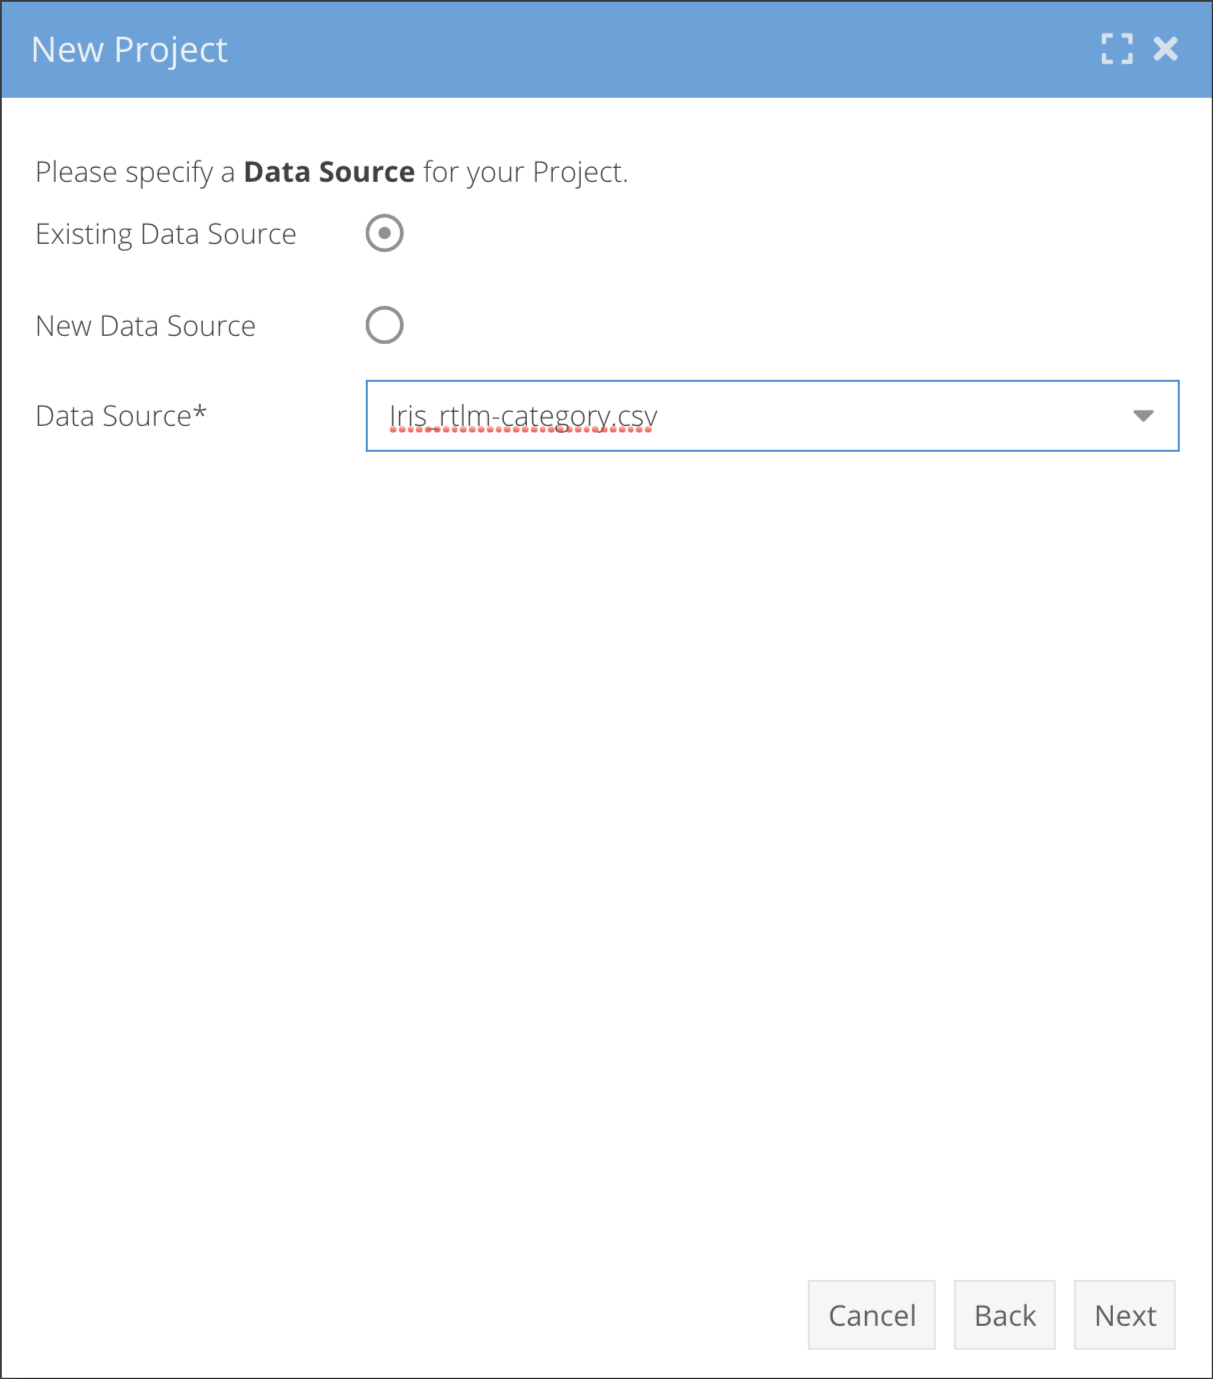 New Project
Please specify a Data Source for your Project.
Existing Data Source
New Data Source
Data Source*
Iris_rtlm-category.csv
Cancel
Back
Next